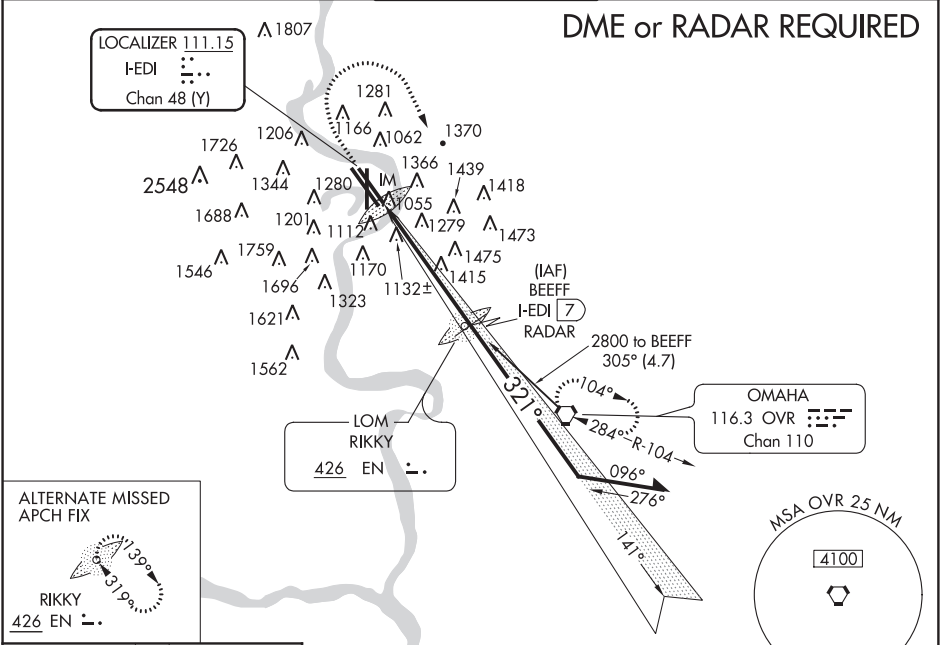 DME or RADAR REQUIRED
LOCALIZER 111.15
I-EDI
Chan 48 (Y)
1807
1281
1166
1062
1370
1206
1726
1344
2548
1280
IM
1366
1439
1418
1055
1688
1201
1112
1279
1473
1759
1546
1696
1170
1132±
1475
1415
1323
1621
1562
(IAF)
BEEFF
I-EDI 7
RADAR
2800 to BEEFF
305° (4.7)
321°
104°
284°
R-104
OMAHA
116.3 OVR
Chan 110
LOM
RIKKY
426 EN
096°
276°
141°
ALTERNATE MISSED
APCH FIX
139°
319°
RIKKY
426 EN
MSA OVR 25 NM
4100